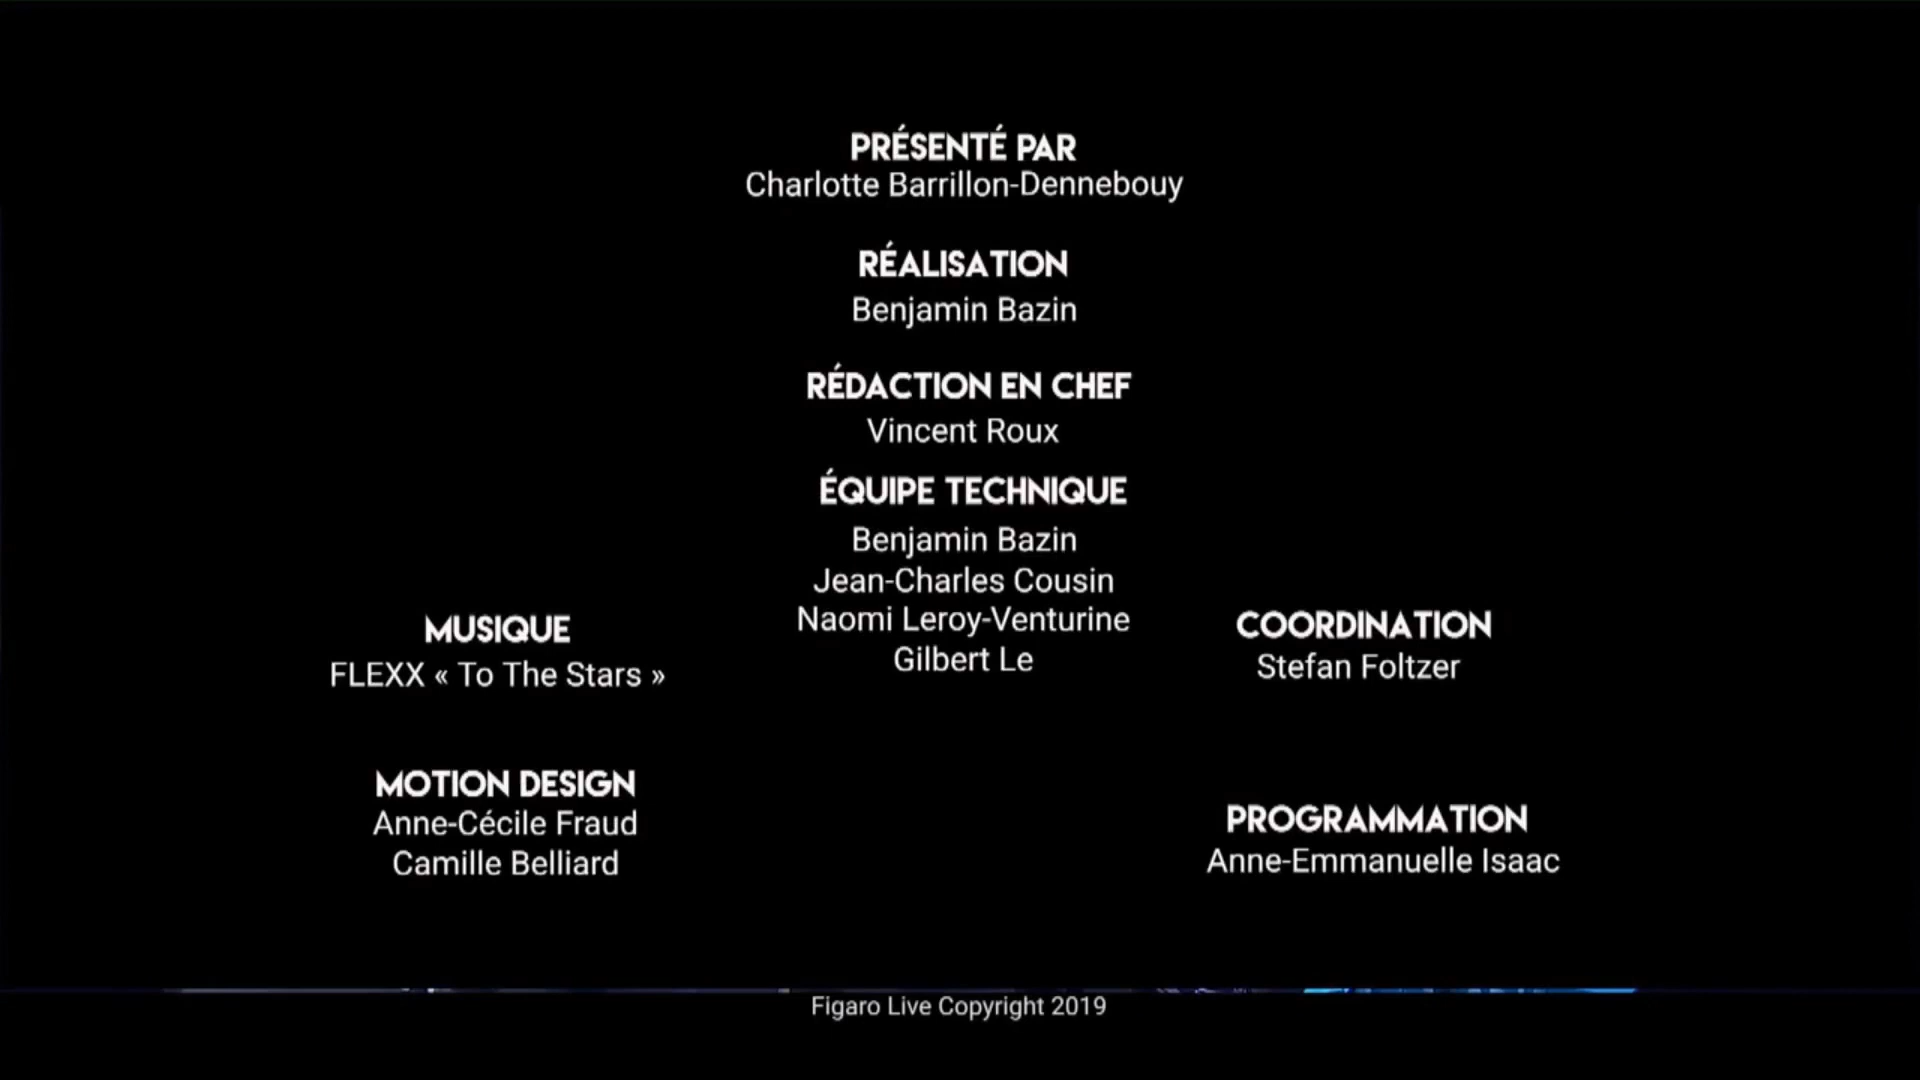 PRÉSENTÉ PAR
Charlotte Barrillon-Dennebouy
RÉALISATION
Benjamin Bazin
RÉDACTION EN CHEF
Vincent Roux
ÉQUIPE TECHNIQUE
Benjamin Bazin
Jean-Charles Cousin
Naomi Leroy-Venturine
Gilbert Le
MUSIQUE
FLEXX « To The Stars »
COORDINATION
Stefan Foltzer
MOTION DESIGN
Anne-Cécile Fraud
Camille Belliard
PROGRAMMATION
Anne-Emmanuelle Isaac
Figaro Live Copyright 2019